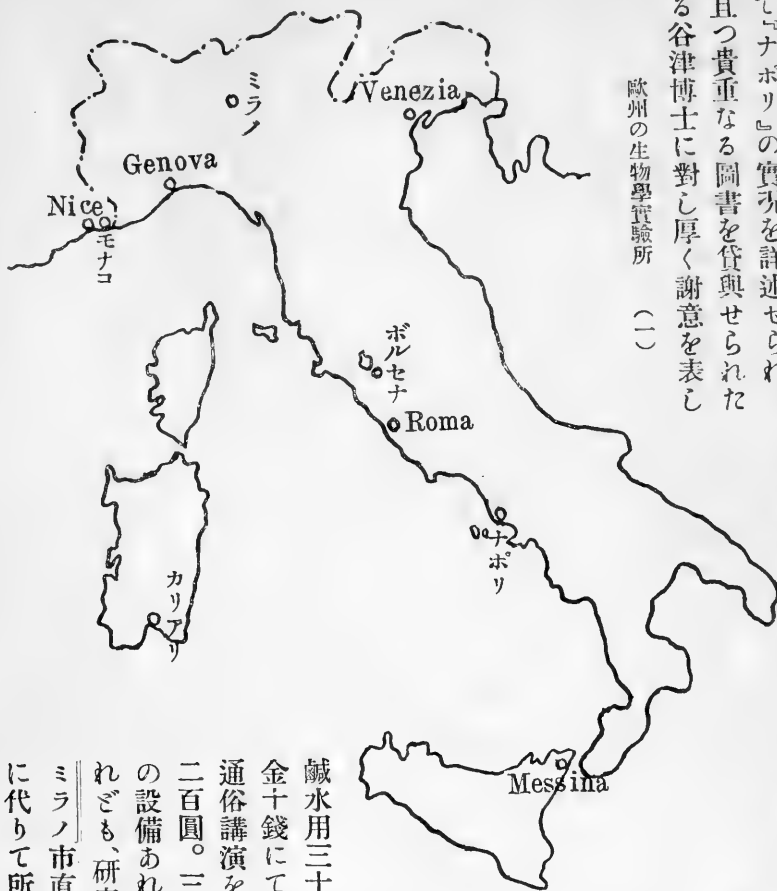 て『ナポリ』の實況を詳述せられ
且つ貴重なる圖書を貸與せられた
る谷津博士に對し厚く謝意を表し
歐州の生物學實驗所 (一)
ミラノ
Venezia
Genova
Nice
モナコ
ボルセナ
Roma
ナポリ
カリアリ
Messina
鹹水用三十
金十錢にて
通俗講演を
二百圓。三
の設備あれ
れども、研
ミラノ市直
に代りて所